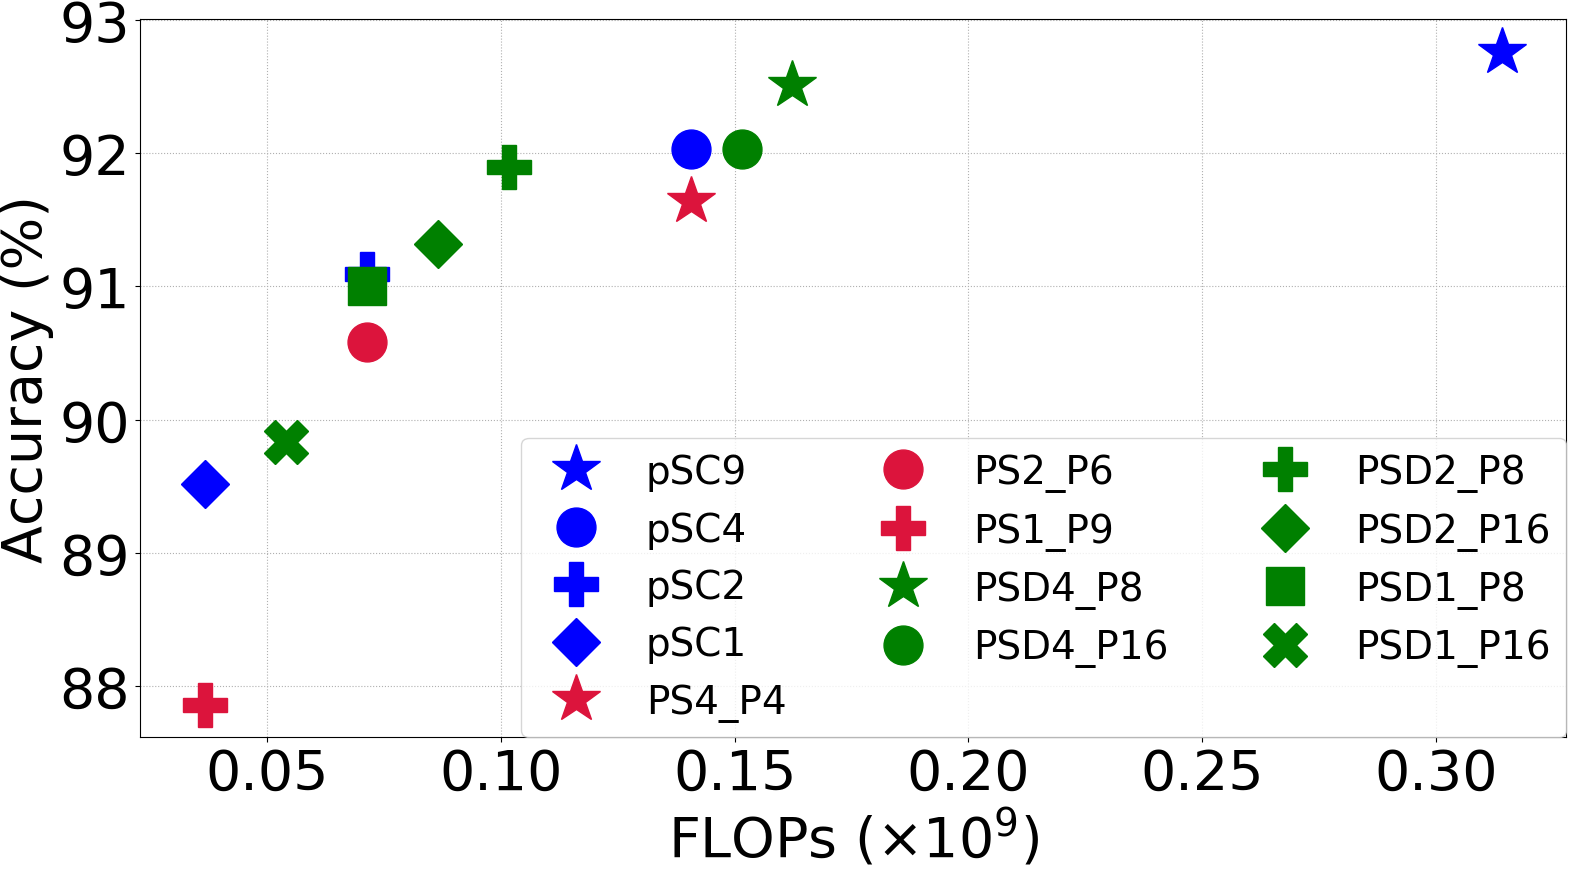 93
92
91
90
89
88
Accuracy (%)
pSC9
pSC4
pSC2
pSC1
PS4_P4
PS2_P6
PS1_P9
PSD4_P8
PSD4_P16
PSD2_P8
PSD2_P16
PSD1_P8
PSD1_P16
0.05 0.10 0.15 0.20 0.25 0.30
FLOPs (×10⁹)